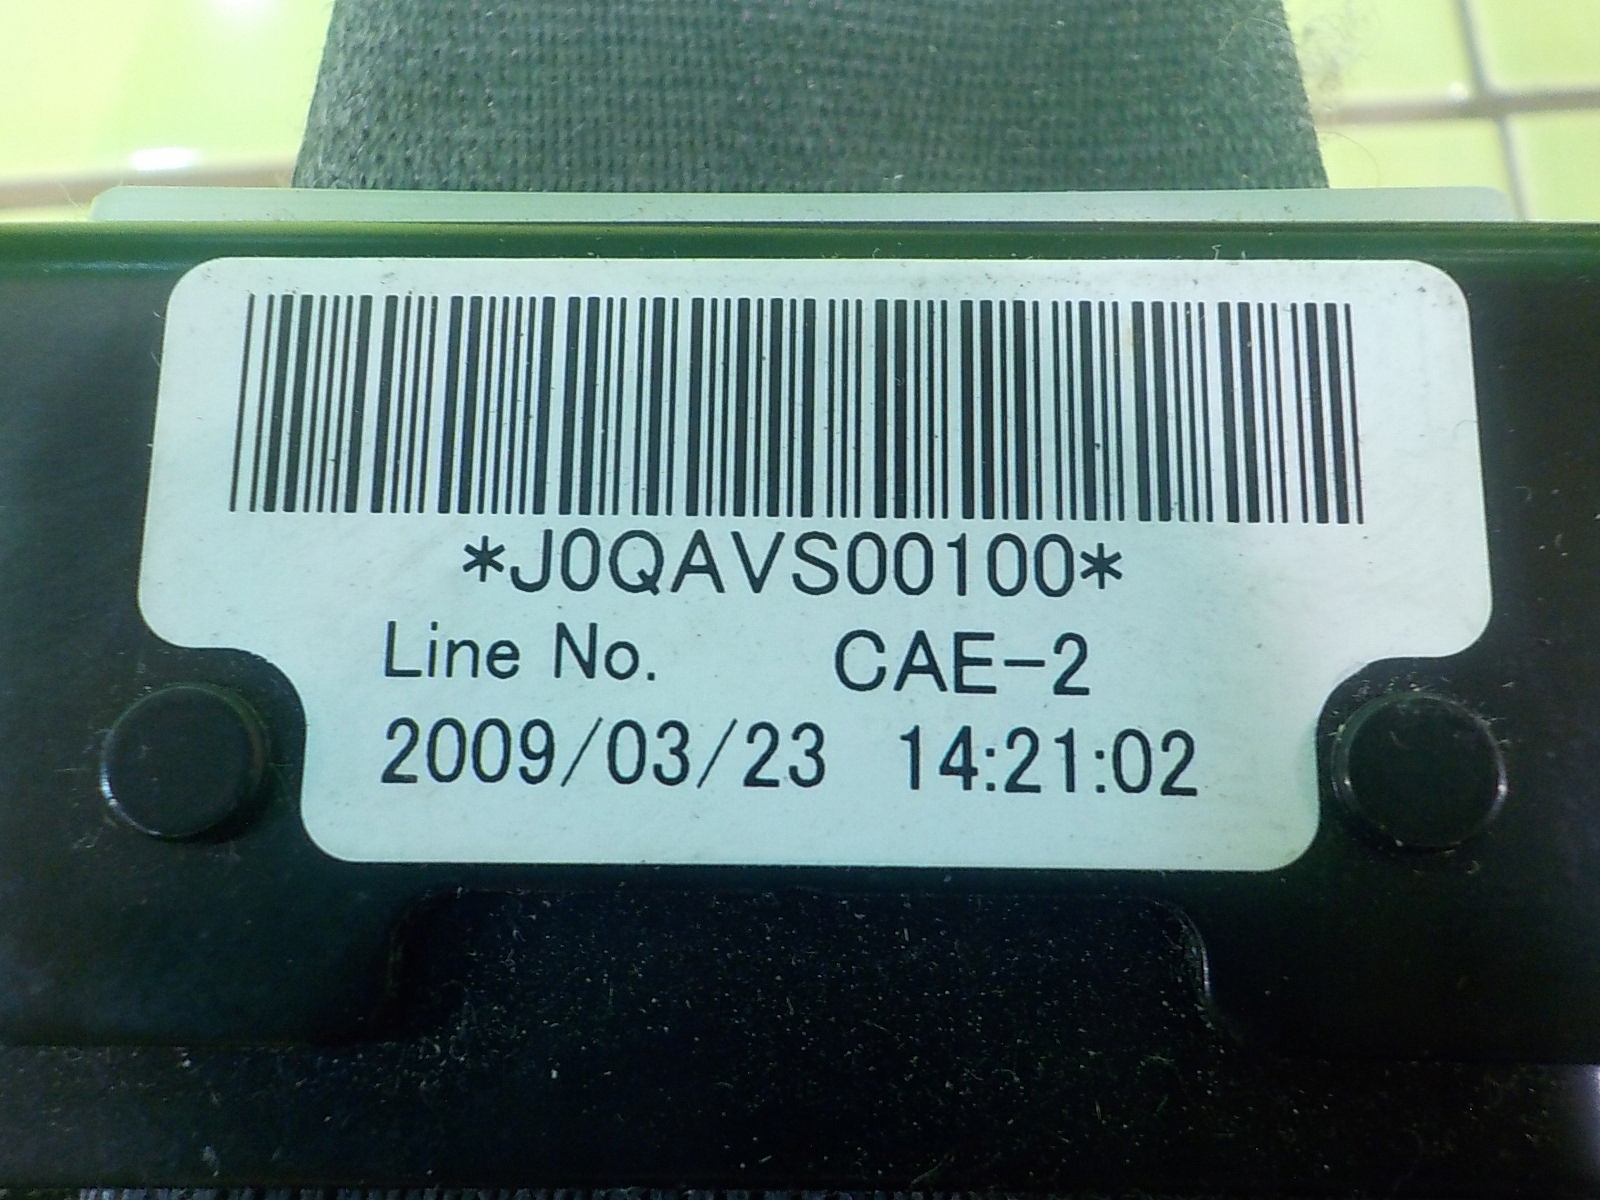 *J0QAVS00100*
Line No. CAE-2
2009/03/23 14:21:02